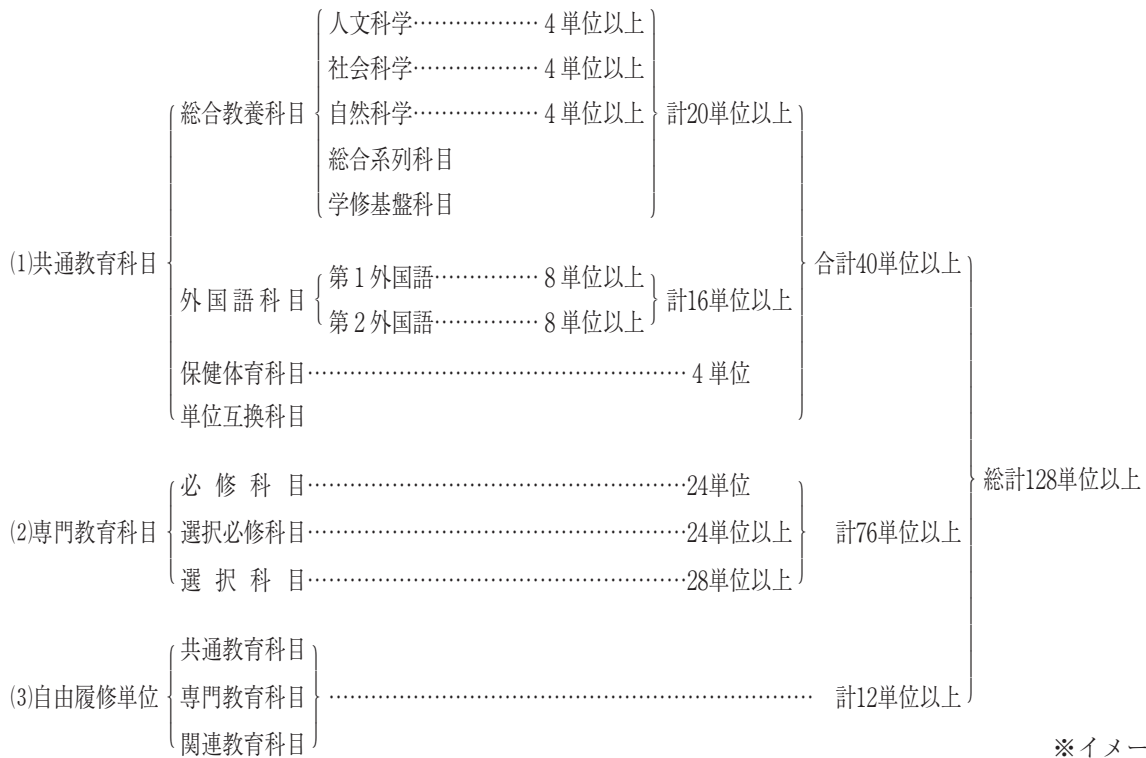 人文科学……………… 4 単位以上
社会科学……………… 4 単位以上
総合教養科目 自然科学……………… 4 単位以上 計20単位以上
総合系列科目
学修基盤科目
⑴共通教育科目 合計40単位以上
第 1 外国語…………… 8 単位以上
外国語科目 計16単位以上
第 2 外国語…………… 8 単位以上
保健体育科目……………………………………… 4 単位
単位互換科目
必修科目………………………………………24単位
総計128単位以上
⑵専門教育科目 選択必修科目………………………………………24単位以上 計76単位以上
選択科目………………………………………28単位以上
共通教育科目
⑶自由履修単位 専門教育科目 ……………………………………………… 計12単位以上
関連教育科目
※イメー